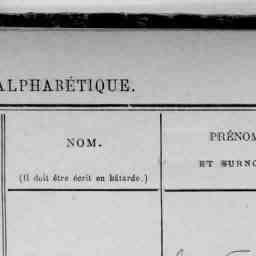 ALPHABÉTIQUE.
NOM.
(Il doit être écrit en bâtarde.)
PRÉNOM
ET SURNO